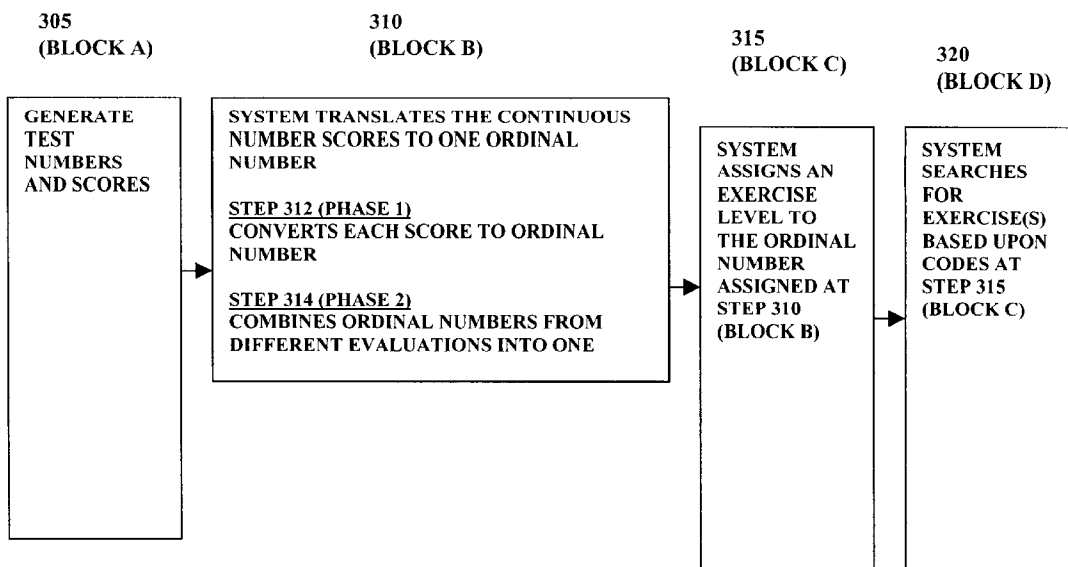 305
(BLOCK A)
310
(BLOCK B)
315
(BLOCK C)
320
(BLOCK D)
GENERATE
TEST
NUMBERS
AND SCORES
SYSTEM TRANSLATES THE CONTINUOUS
NUMBER SCORES TO ONE ORDINAL
NUMBER
STEP 312 (PHASE 1)
CONVERTS EACH SCORE TO ORDINAL
NUMBER
STEP 314 (PHASE 2)
COMBINES ORDINAL NUMBERS FROM
DIFFERENT EVALUATIONS INTO ONE
SYSTEM
ASSIGNS AN
EXERCISE
LEVEL TO
THE ORDINAL
NUMBER
ASSIGNED AT
STEP 310
(BLOCK B)
SYSTEM
SEARCHES
FOR
EXERCISE(S)
BASED UPON
CODES AT
STEP 315
(BLOCK C)